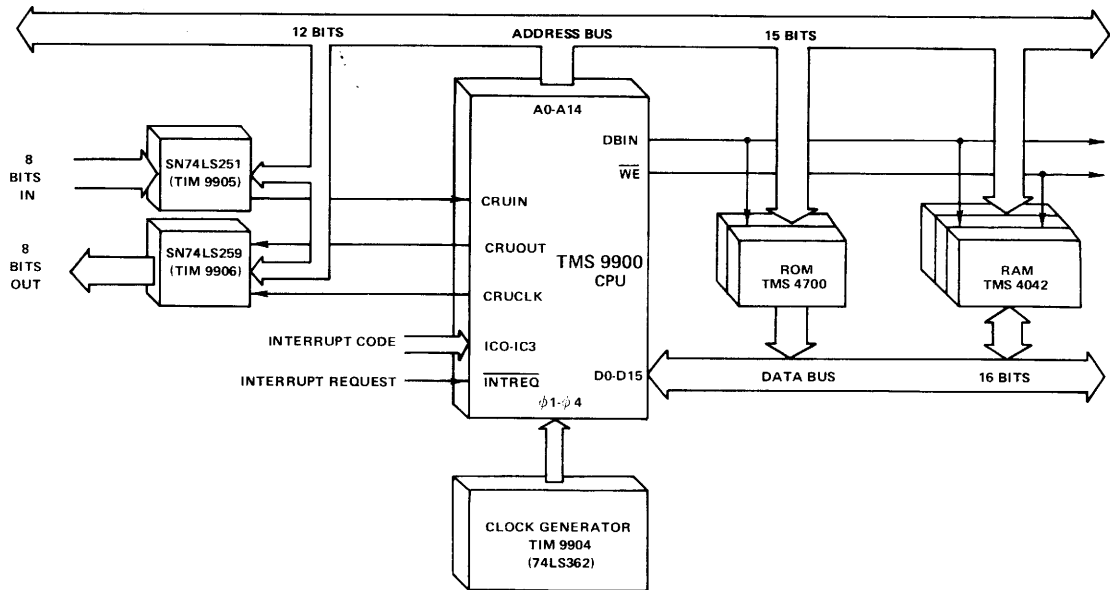 12 BITS
ADDRESS BUS
15 BITS
A0-A14
DBIN
WE
8
BITS
IN
SN74LS251
(TIM 9905)
CRUIN
8
BITS
OUT
SN74LS259
(TIM 9906)
CRUOUT
CRUCLK
TMS 9900
CPU
ROM
TMS 4700
RAM
TMS 4042
INTERRUPT CODE
IC0-IC3
INTERRUPT REQUEST
INTREQ
D0-D15
DATA BUS
16 BITS
ϕ1-ϕ4
CLOCK GENERATOR
TIM 9904
(74LS362)